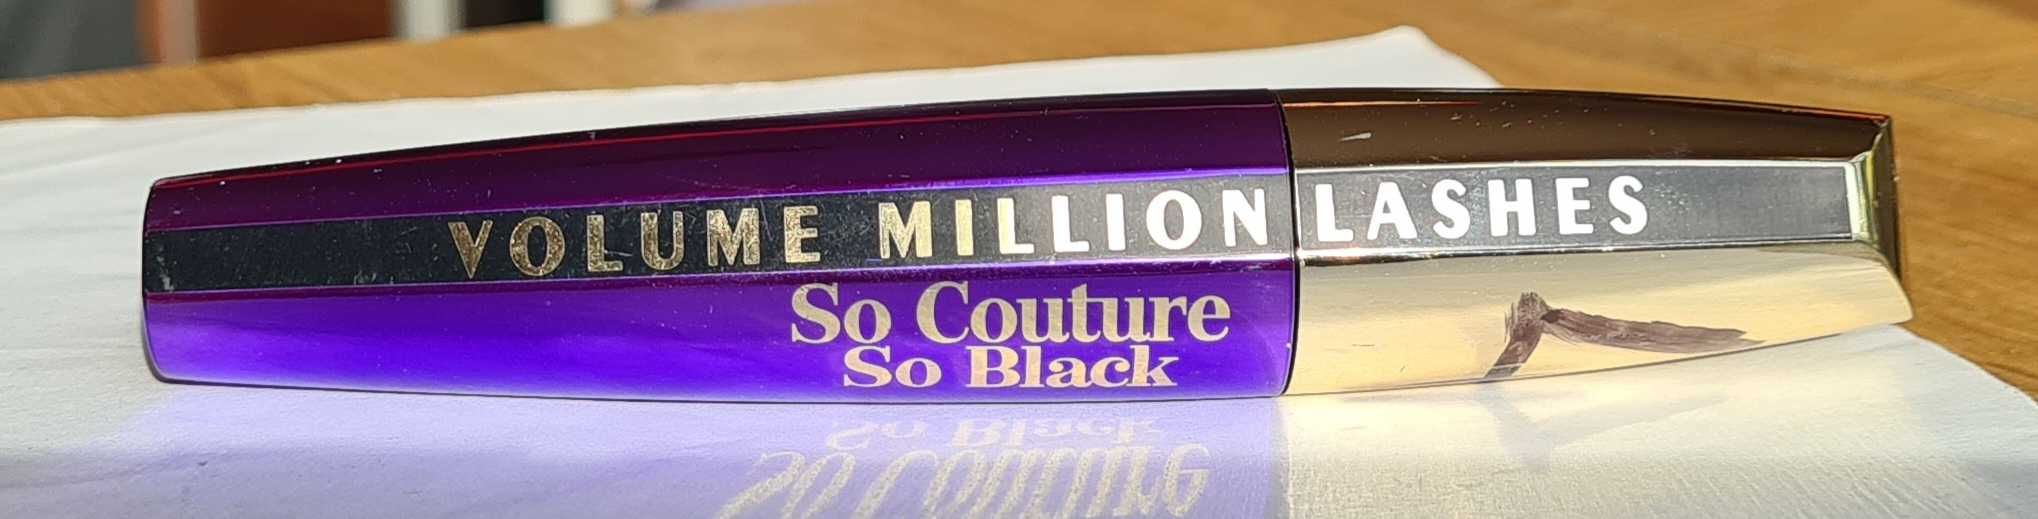 VOLUME MILLION LASHES
So Couture
So Black